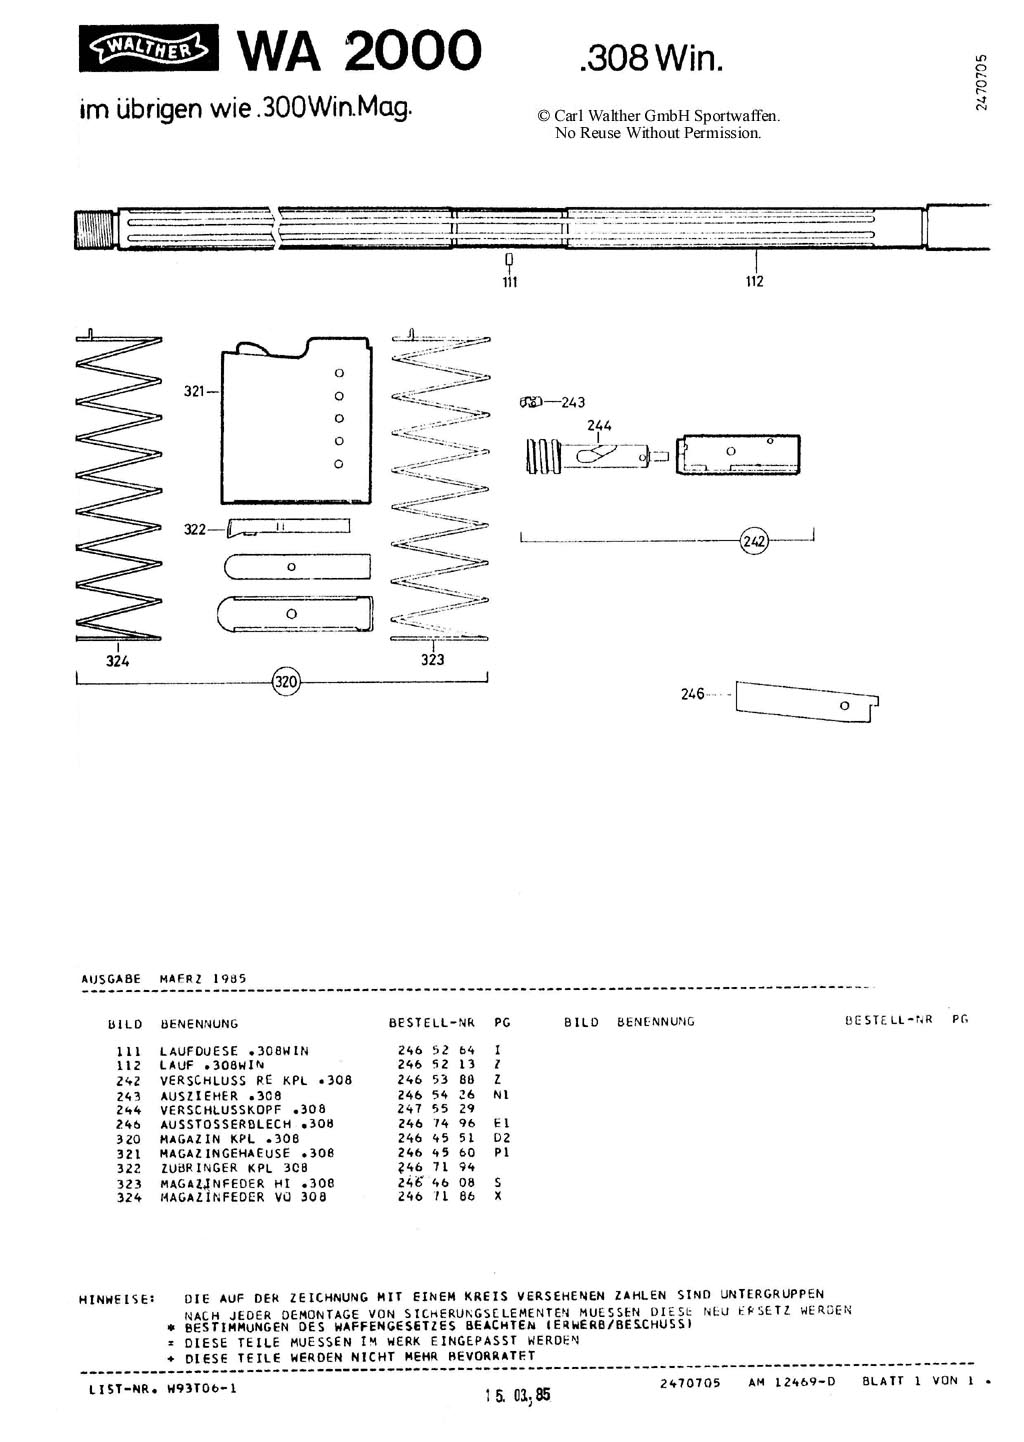 WALTHER WA 2000 .308 Win.
2470705
im übrigen wie .300 Win. Mag.
© Carl Walther GmbH Sportwaffen.
No Reuse Without Permission.
111
112
321
322
324
323
320
243
244
242
246
AUSGABE MAERZ 1985
BILD BENENNUNG BESTELL-NR PG BILD BENENNUNG BESTELL-NR PG
111 LAUFDUESE .308WIN 246 52 64 I
112 LAUF .308WIN 246 52 13 Z
242 VERSCHLUSS RE KPL .308 246 53 88 Z
243 AUSZIEHER .308 246 54 26 N1
244 VERSCHLUSSKOPF .308 247 55 29
246 AUSSTOSSERBLECH .308 246 74 96 E1
320 MAGAZIN KPL .308 246 45 51 D2
321 MAGAZINGEHAEUSE .308 246 45 60 P1
322 ZUBRINGER KPL 308 246 71 94
323 MAGAZINFEDER HI .308 246 46 08 S
324 MAGAZINFEDER VO 308 246 71 86 X
HINWEISE: DIE AUF DER ZEICHNUNG MIT EINEM KREIS VERSEHENEN ZAHLEN SIND UNTERGRUPPEN
NACH JEDER DEMONTAGE VON SICHERUNGSELEMENTEN MUESSEN DIESE NEU ERSETZ WERDEN
* BESTIMMUNGEN DES WAFFENGESETZES BEACHTEN (ERWERB/BESCHUSS)
= DIESE TEILE MUESSEN IM WERK EINGEPASST WERDEN
+ DIESE TEILE WERDEN NICHT MEHR BEVORRATET
LIST-NR. W93T06-1 15. 03. 85 2470705 AM 12469-D BLATT 1 VON 1 .